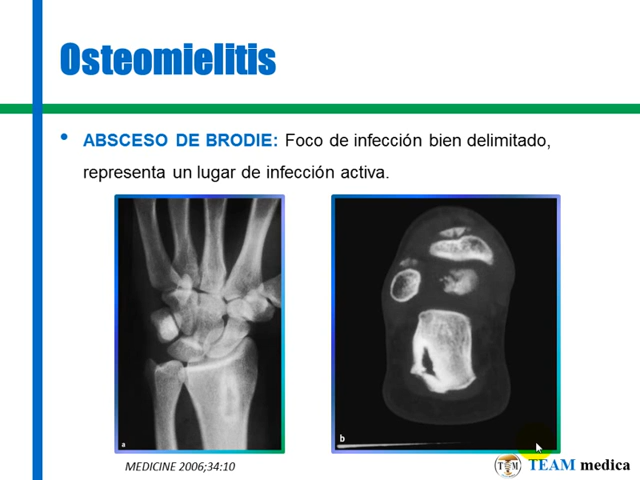 Osteomielitis
• ABSCESO DE BRODIE: Foco de infección bien delimitado,
representa un lugar de infección activa.
a
b
MEDICINE 2006;34:10
TM TEAM medica